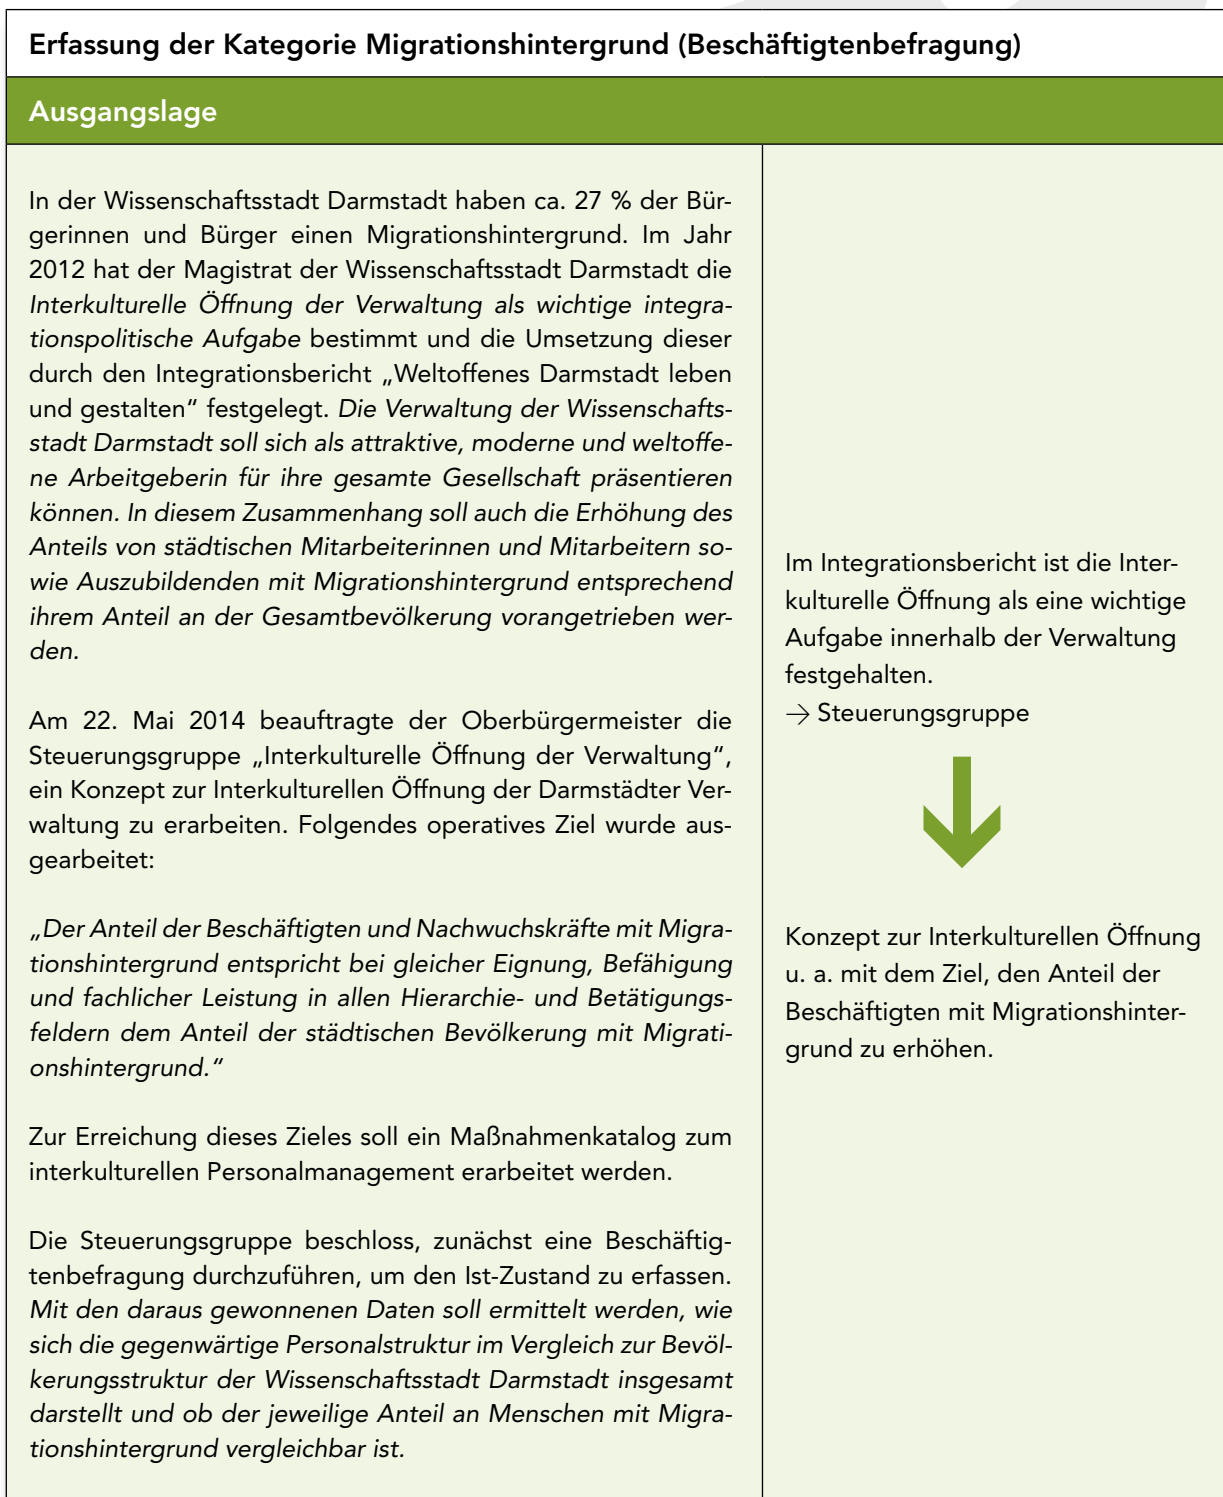 Erfassung der Kategorie Migrationshintergrund (Beschäftigtenbefragung)
Ausgangslage
In der Wissenschaftsstadt Darmstadt haben ca. 27 % der Bür-
gerinnen und Bürger einen Migrationshintergrund. Im Jahr
2012 hat der Magistrat der Wissenschaftsstadt Darmstadt die
Interkulturelle Öffnung der Verwaltung als wichtige integra-
tionspolitische Aufgabe bestimmt und die Umsetzung dieser
durch den Integrationsbericht „Weltoffenes Darmstadt leben
und gestalten“ festgelegt. Die Verwaltung der Wissenschafts-
stadt Darmstadt soll sich als attraktive, moderne und weltoffe-
ne Arbeitgeberin für ihre gesamte Gesellschaft präsentieren
können. In diesem Zusammenhang soll auch die Erhöhung des
Anteils von städtischen Mitarbeiterinnen und Mitarbeitern so-
wie Auszubildenden mit Migrationshintergrund entsprechend
ihrem Anteil an der Gesamtbevölkerung vorangetrieben wer-
den.
Am 22. Mai 2014 beauftragte der Oberbürgermeister die
Steuerungsgruppe „Interkulturelle Öffnung der Verwaltung“,
ein Konzept zur Interkulturellen Öffnung der Darmstädter Ver-
waltung zu erarbeiten. Folgendes operatives Ziel wurde aus-
gearbeitet:
„Der Anteil der Beschäftigten und Nachwuchskräfte mit Migra-
tionshintergrund entspricht bei gleicher Eignung, Befähigung
und fachlicher Leistung in allen Hierarchie- und Betätigungs-
feldern dem Anteil der städtischen Bevölkerung mit Migrati-
onshintergrund.“
Zur Erreichung dieses Zieles soll ein Maßnahmenkatalog zum
interkulturellen Personalmanagement erarbeitet werden.
Die Steuerungsgruppe beschloss, zunächst eine Beschäftig-
tenbefragung durchzuführen, um den Ist-Zustand zu erfassen.
Mit den daraus gewonnenen Daten soll ermittelt werden, wie
sich die gegenwärtige Personalstruktur im Vergleich zur Bevöl-
kerungsstruktur der Wissenschaftsstadt Darmstadt insgesamt
darstellt und ob der jeweilige Anteil an Menschen mit Migra-
tionshintergrund vergleichbar ist.
Im Integrationsbericht ist die Inter-
kulturelle Öffnung als eine wichtige
Aufgabe innerhalb der Verwaltung
festgehalten.
→ Steuerungsgruppe
Konzept zur Interkulturellen Öffnung
u. a. mit dem Ziel, den Anteil der
Beschäftigten mit Migrationshinter-
grund zu erhöhen.